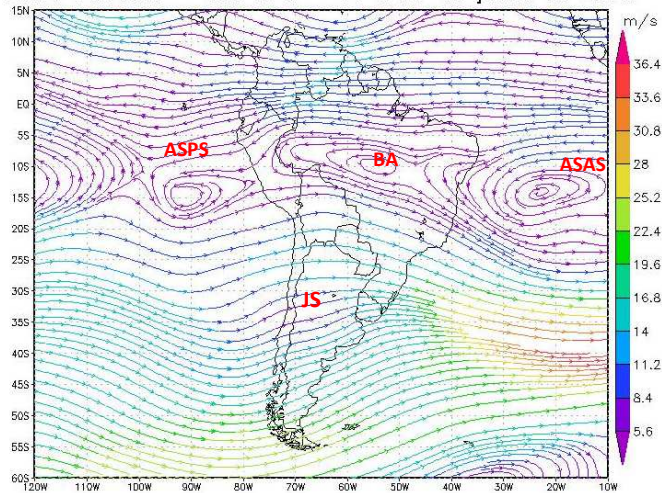 m/s
15N
10N
5N
EQ
5S
10S
15S
20S
25S
30S
35S
40S
45S
50S
55S
60S
ASPS
BA
ASAS
JS
36.4
33.6
30.8
28
25.2
22.4
19.6
16.8
14
11.2
8.4
5.6
120W
110W
100W
90W
80W
70W
60W
50W
40W
30W
20W
10W